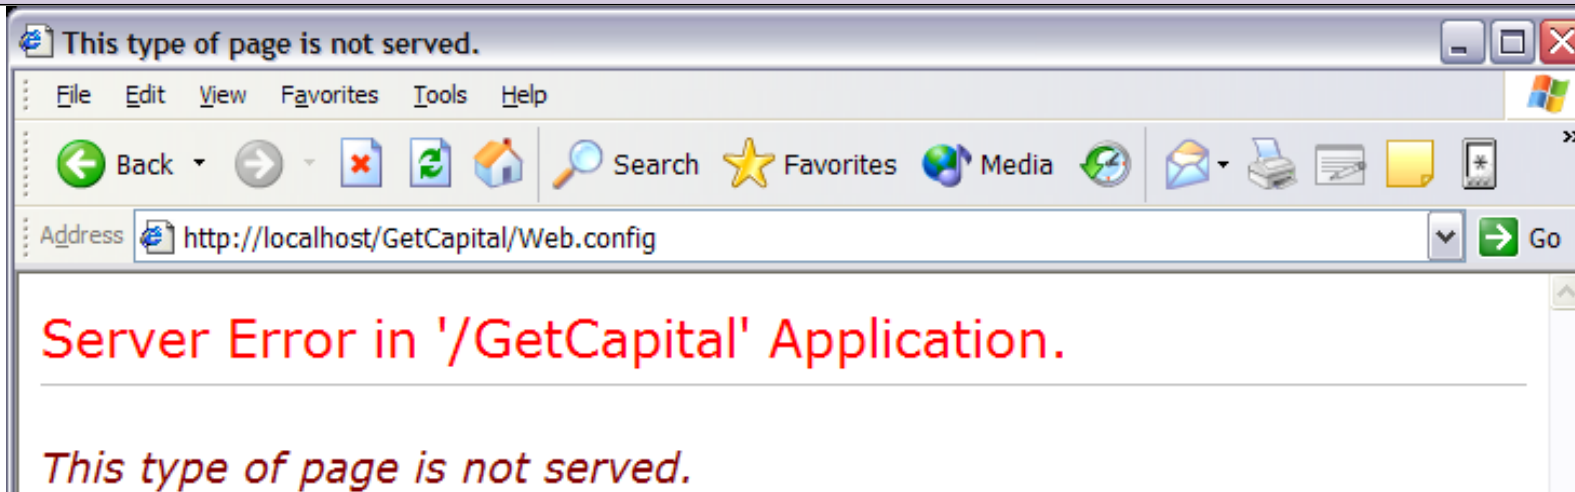 This type of page is not served.
File Edit View Favorites Tools Help
Back Search Favorites Media
Address http://localhost/GetCapital/Web.config Go
Server Error in '/GetCapital' Application.
This type of page is not served.